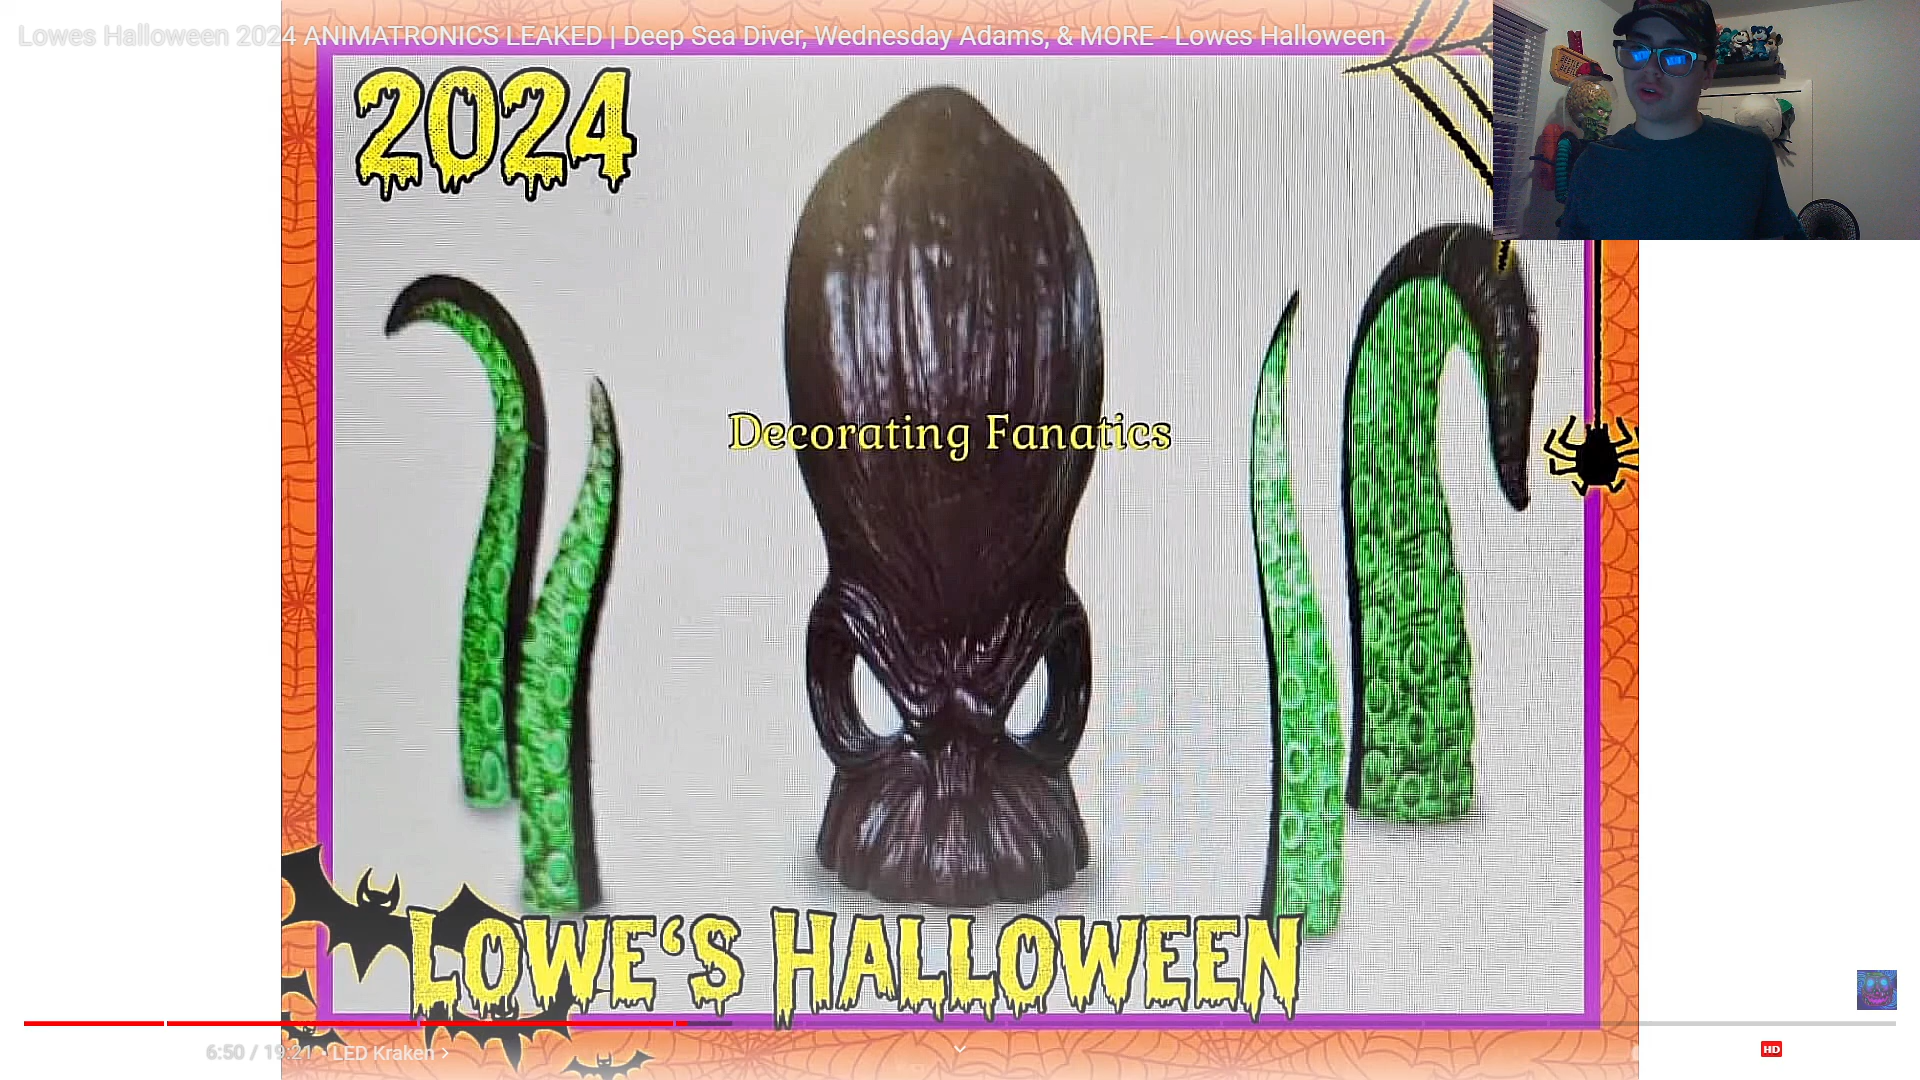 Lowes Halloween 2024 ANIMATRONICS LEAKED | Deep Sea Diver, Wednesday Adams, & MORE - Lowes Halloween
2024
Decorating Fanatics
LOWE'S HALLOWEEN
6:50 / 19:21 • LED Kraken >
HD